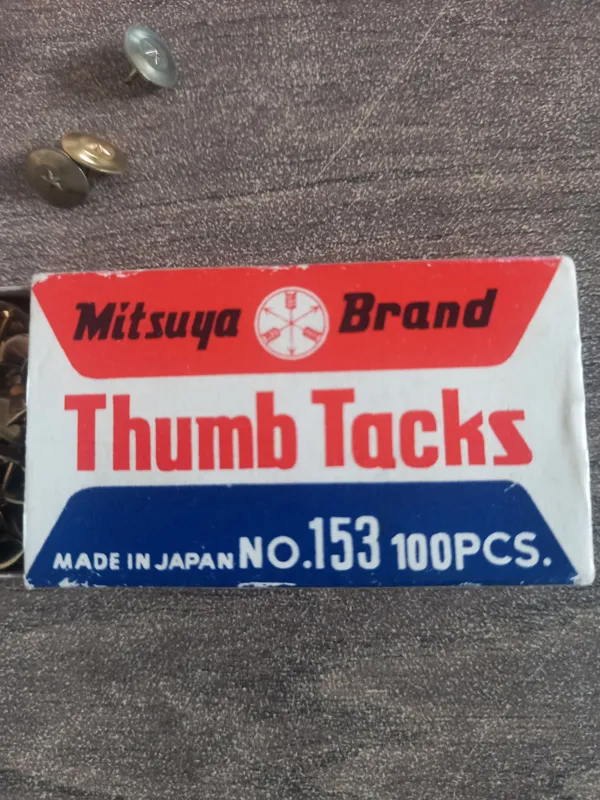 Mitsuya Brand
Thumb Tacks
MADE IN JAPAN NO.153 100PCS.